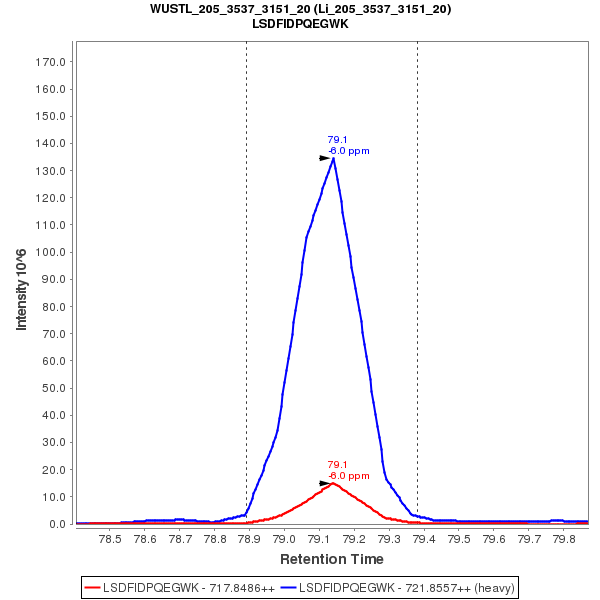 WUSTL_205_3537_3151_20 (Li_205_3537_3151_20)
LSDFIDPQEGWK
170.0
160.0
150.0
140.0
130.0
120.0
110.0
100.0
90.0
80.0
70.0
60.0
50.0
40.0
30.0
20.0
10.0
0.0
Intensity 10^6
79.1
-6.0 ppm
79.1
-6.0 ppm
78.5 78.6 78.7 78.8 78.9 79.0 79.1 79.2 79.3 79.4 79.5 79.6 79.7 79.8
Retention Time
LSDFIDPQEGWK - 717.8486++ LSDFIDPQEGWK - 721.8557++ (heavy)